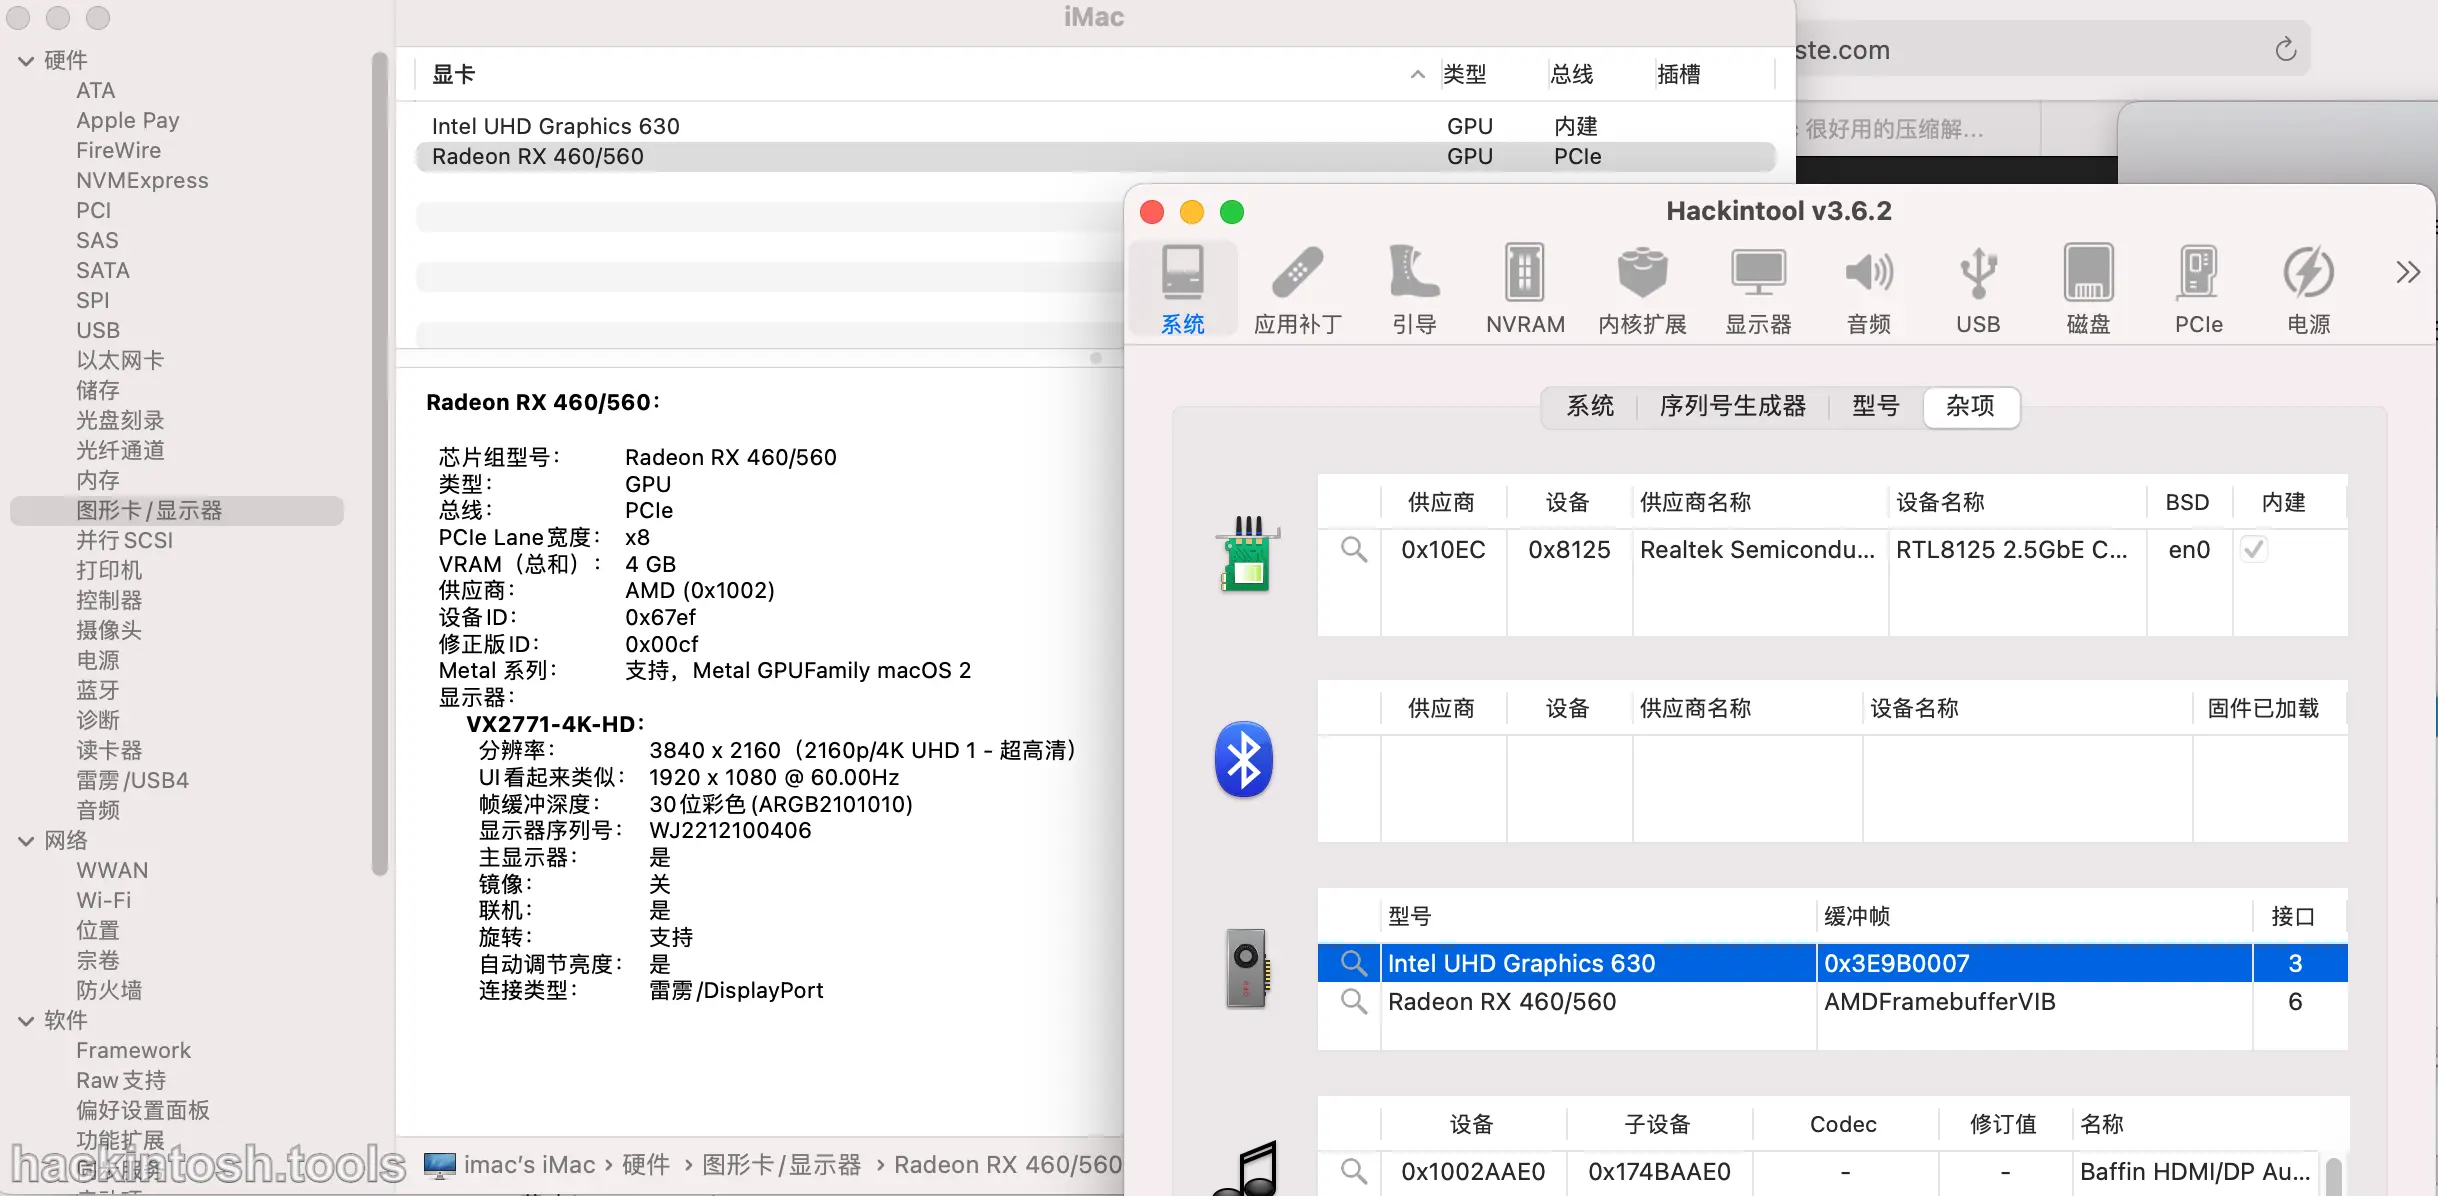 iMac
硬件
ATA
Apple Pay
FireWire
NVMExpress
PCI
SAS
SATA
SPI
USB
以太网卡
储存
光盘刻录
光纤通道
内存
图形卡/显示器
并行SCSI
打印机
控制器
摄像头
电源
蓝牙
诊断
读卡器
雷雳/USB4
音频
网络
WWAN
Wi-Fi
位置
宗卷
防火墙
软件
Framework
Raw支持
偏好设置面板
功能扩展
hackintosh.tools
显卡 类型 总线 插槽
Intel UHD Graphics 630 GPU 内建
Radeon RX 460/560 GPU PCIe
Radeon RX 460/560：
芯片组型号： Radeon RX 460/560
类型： GPU
总线： PCIe
PCIe Lane宽度： x8
VRAM（总和）： 4 GB
供应商： AMD (0x1002)
设备ID： 0x67ef
修正版ID： 0x00cf
Metal 系列： 支持，Metal GPUFamily macOS 2
显示器：
VX2771-4K-HD：
分辨率： 3840 x 2160（2160p/4K UHD 1 - 超高清）
UI看起来类似： 1920 x 1080 @ 60.00Hz
帧缓冲深度： 30位彩色(ARGB2101010)
显示器序列号： WJ2212100406
主显示器： 是
镜像： 关
联机： 是
旋转： 支持
自动调节亮度： 是
连接类型： 雷雳/DisplayPort
imac’s iMac › 硬件 › 图形卡/显示器 › Radeon RX 460/560
ste.com
很好用的压缩解…
Hackintool v3.6.2
系统 应用补丁 引导 NVRAM 内核扩展 显示器 音频 USB 磁盘 PCIe 电源
系统 序列号生成器 型号 杂项
供应商 设备 供应商名称 设备名称 BSD 内建
0x10EC 0x8125 Realtek Semicondu... RTL8125 2.5GbE C... en0
供应商 设备 供应商名称 设备名称 固件已加载
型号 缓冲帧 接口
Intel UHD Graphics 630 0x3E9B0007 3
Radeon RX 460/560 AMDFramebufferVIB 6
设备 子设备 Codec 修订值 名称
0x1002AAE0 0x174BAAE0 - - Baffin HDMI/DP Au...